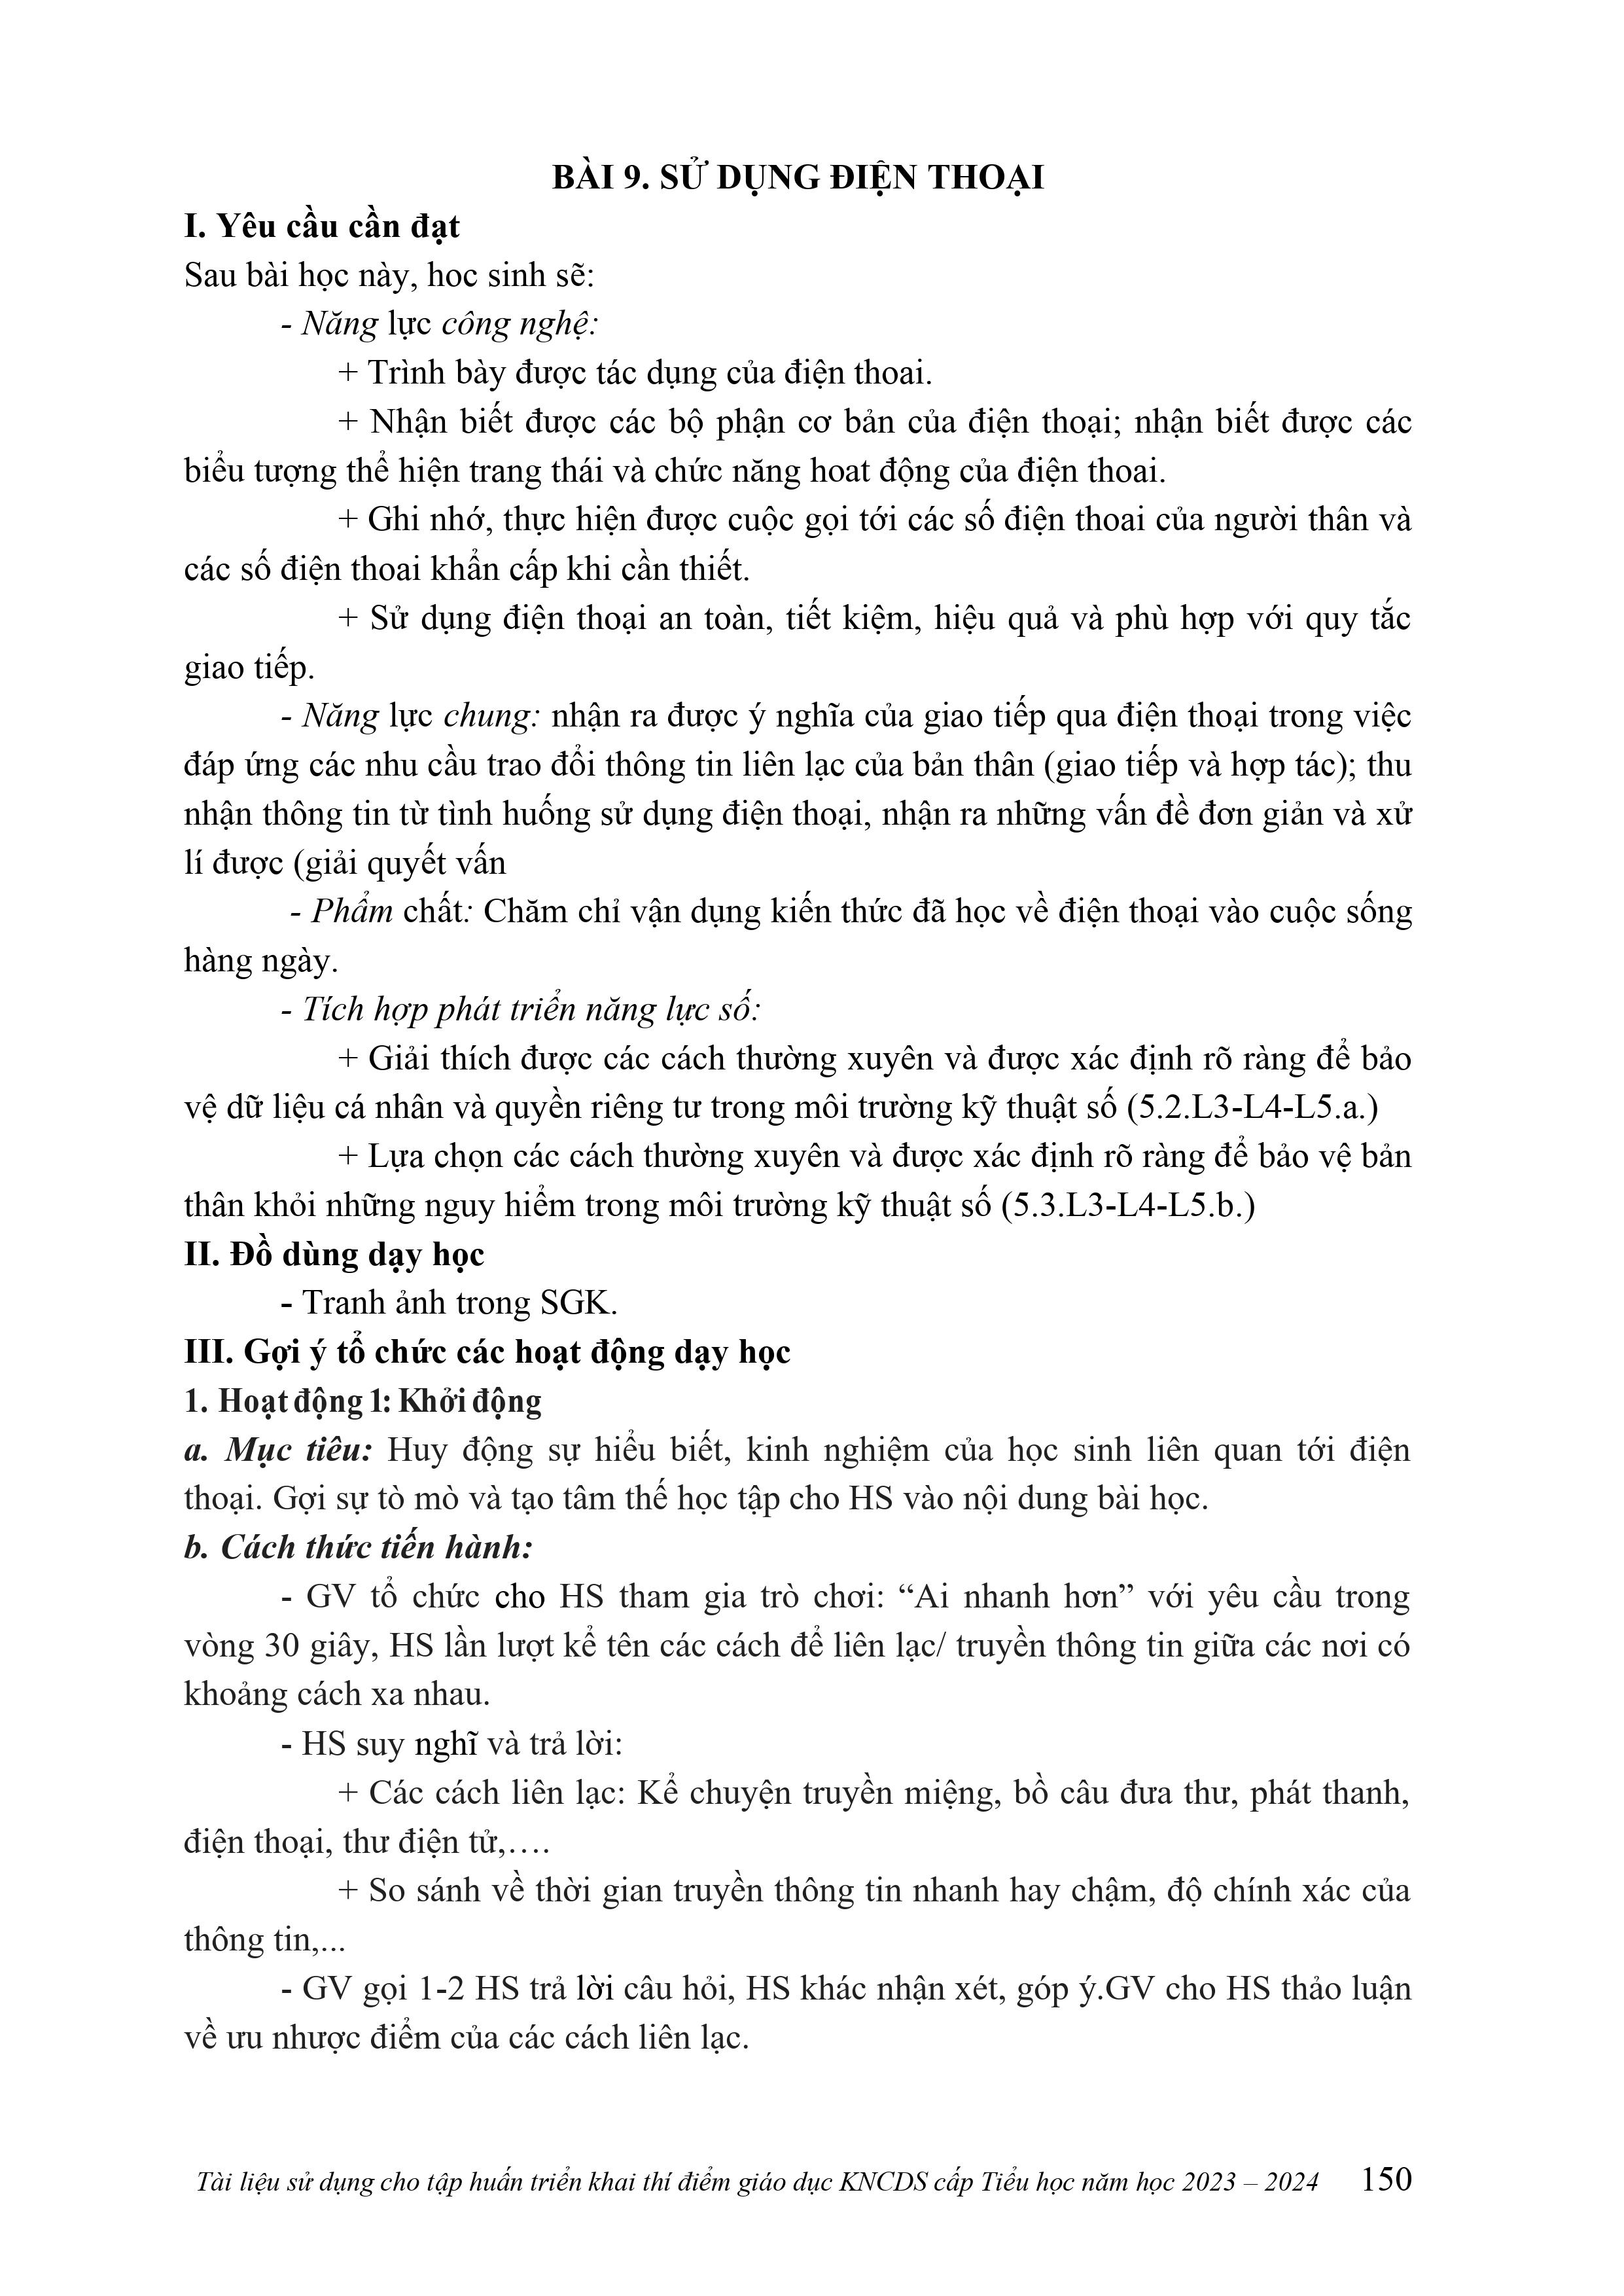 BÀI 9. SỬ DỤNG ĐIỆN THOẠI
I. Yêu cầu cần đạt
Sau bài học này, hoc sinh sẽ:
- Năng lực công nghệ:
+ Trình bày được tác dụng của điện thoai.
+ Nhận biết được các bộ phận cơ bản của điện thoại; nhận biết được các
biểu tượng thể hiện trang thái và chức năng hoat động của điện thoai.
+ Ghi nhớ, thực hiện được cuộc gọi tới các số điện thoai của người thân và
các số điện thoai khẩn cấp khi cần thiết.
+ Sử dụng điện thoại an toàn, tiết kiệm, hiệu quả và phù hợp với quy tắc
giao tiếp.
- Năng lực chung: nhận ra được ý nghĩa của giao tiếp qua điện thoại trong việc
đáp ứng các nhu cầu trao đổi thông tin liên lạc của bản thân (giao tiếp và hợp tác); thu
nhận thông tin từ tình huống sử dụng điện thoại, nhận ra những vấn đề đơn giản và xử
lí được (giải quyết vấn
- Phẩm chất: Chăm chỉ vận dụng kiến thức đã học về điện thoại vào cuộc sống
hàng ngày.
- Tích hợp phát triển năng lực số:
+ Giải thích được các cách thường xuyên và được xác định rõ ràng để bảo
vệ dữ liệu cá nhân và quyền riêng tư trong môi trường kỹ thuật số (5.2.L3-L4-L5.a.)
+ Lựa chọn các cách thường xuyên và được xác định rõ ràng để bảo vệ bản
thân khỏi những nguy hiểm trong môi trường kỹ thuật số (5.3.L3-L4-L5.b.)
II. Đồ dùng dạy học
- Tranh ảnh trong SGK.
III. Gợi ý tổ chức các hoạt động dạy học
1. Hoạt động 1: Khởi động
a. Mục tiêu: Huy động sự hiểu biết, kinh nghiệm của học sinh liên quan tới điện
thoại. Gợi sự tò mò và tạo tâm thế học tập cho HS vào nội dung bài học.
b. Cách thức tiến hành:
- GV tổ chức cho HS tham gia trò chơi: “Ai nhanh hơn” với yêu cầu trong
vòng 30 giây, HS lần lượt kể tên các cách để liên lạc/ truyền thông tin giữa các nơi có
khoảng cách xa nhau.
- HS suy nghĩ và trả lời:
+ Các cách liên lạc: Kể chuyện truyền miệng, bồ câu đưa thư, phát thanh,
điện thoại, thư điện tử,….
+ So sánh về thời gian truyền thông tin nhanh hay chậm, độ chính xác của
thông tin,...
- GV gọi 1-2 HS trả lời câu hỏi, HS khác nhận xét, góp ý.GV cho HS thảo luận
về ưu nhược điểm của các cách liên lạc.
Tài liệu sử dụng cho tập huấn triển khai thí điểm giáo dục KNCDS cấp Tiểu học năm học 2023 – 2024 150